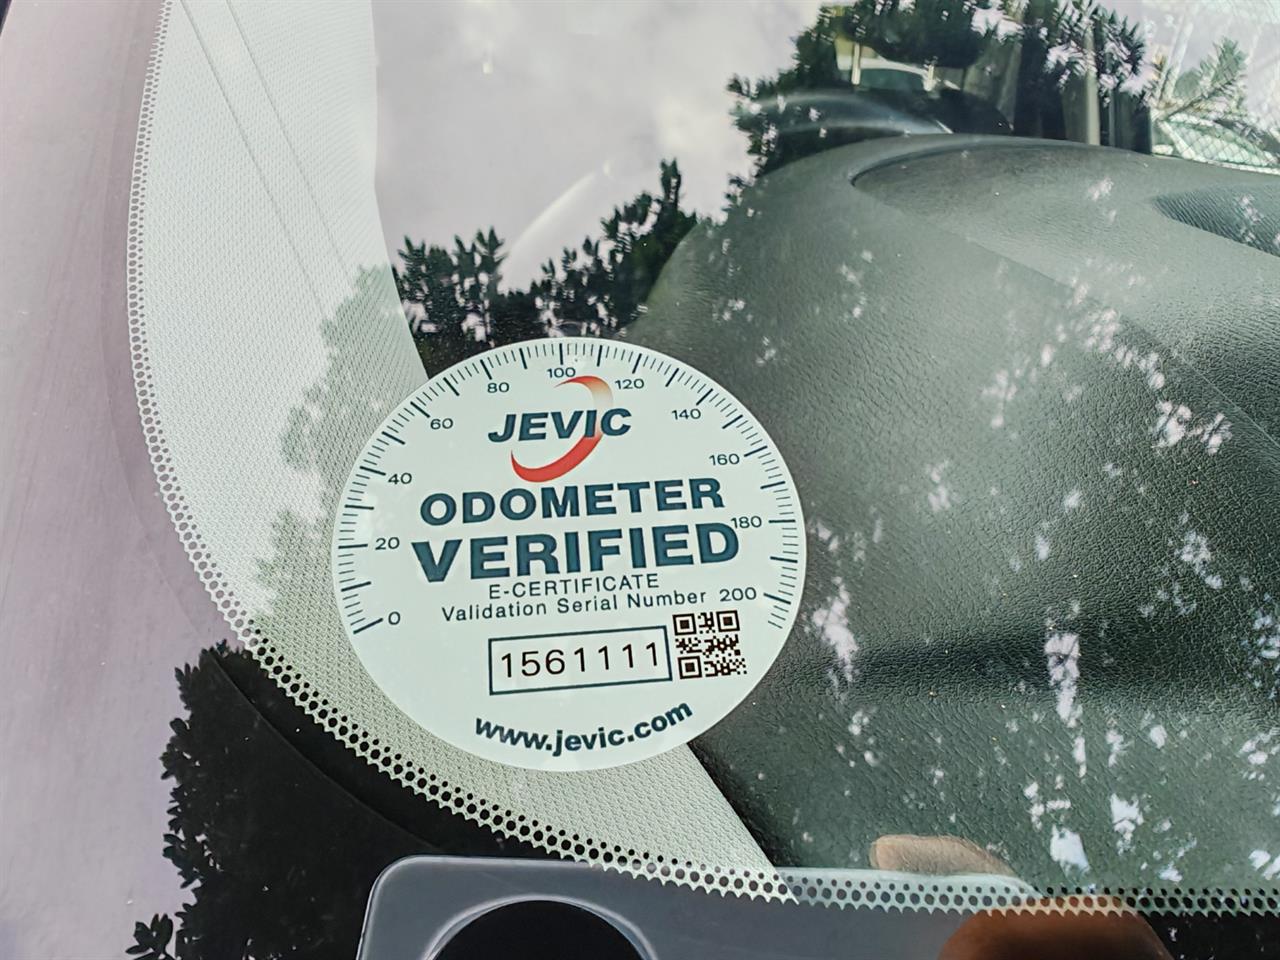 0 20 40 60 80 100 120 140 160 180 200
JEVIC
ODOMETER
VERIFIED
E-CERTIFICATE
Validation Serial Number
1561111
www.jevic.com